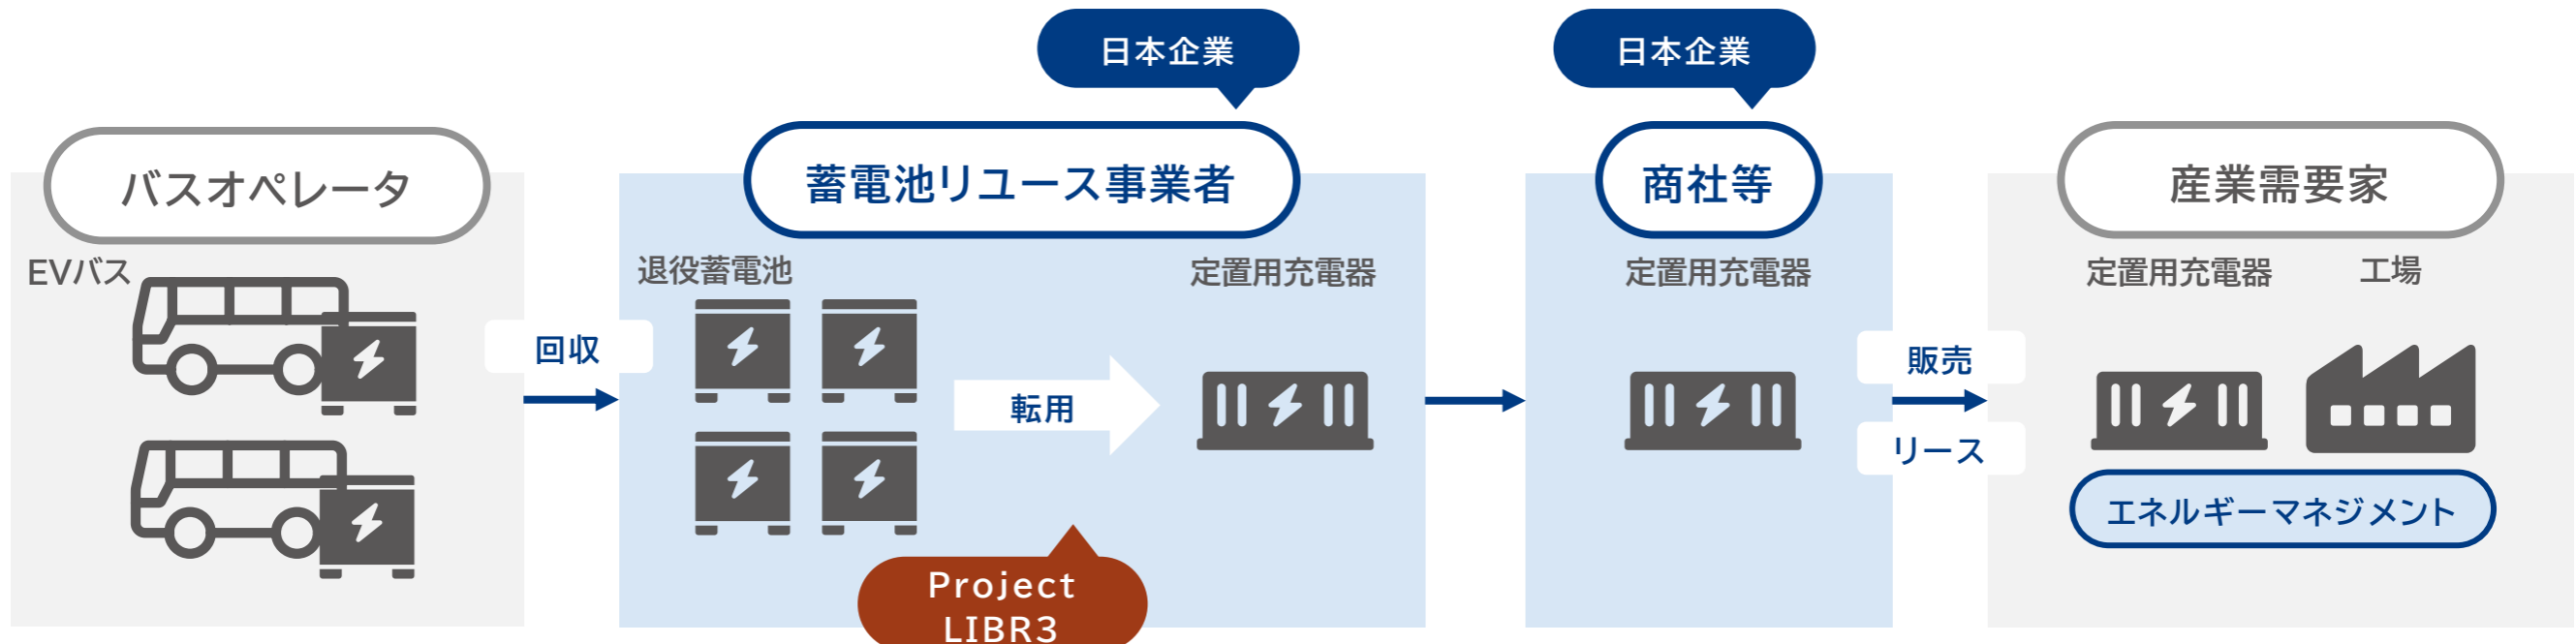 日本企業
日本企業
バスオペレータ
蓄電池リユース事業者
商社等
産業需要家
EVバス
退役蓄電池
定置用充電器
定置用充電器
定置用充電器
工場
回収
転用
販売
リース
エネルギーマネジメント
Project
LIBR3